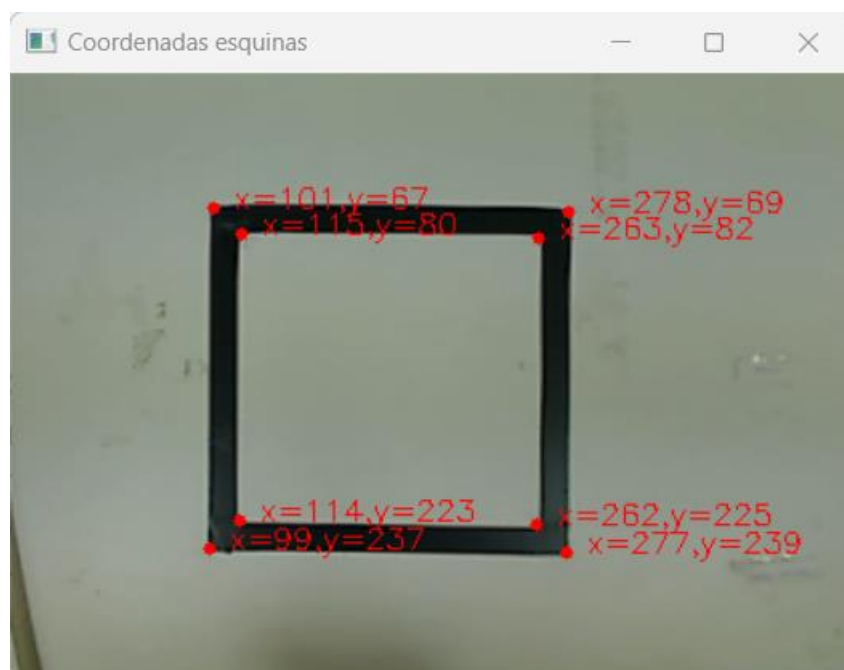 Coordenadas esquinas
x=101,y=67
x=278,y=69
x=115,y=80
x=263,y=82
x=114,y=223
x=262,y=225
x=99,y=237
x=277,y=239